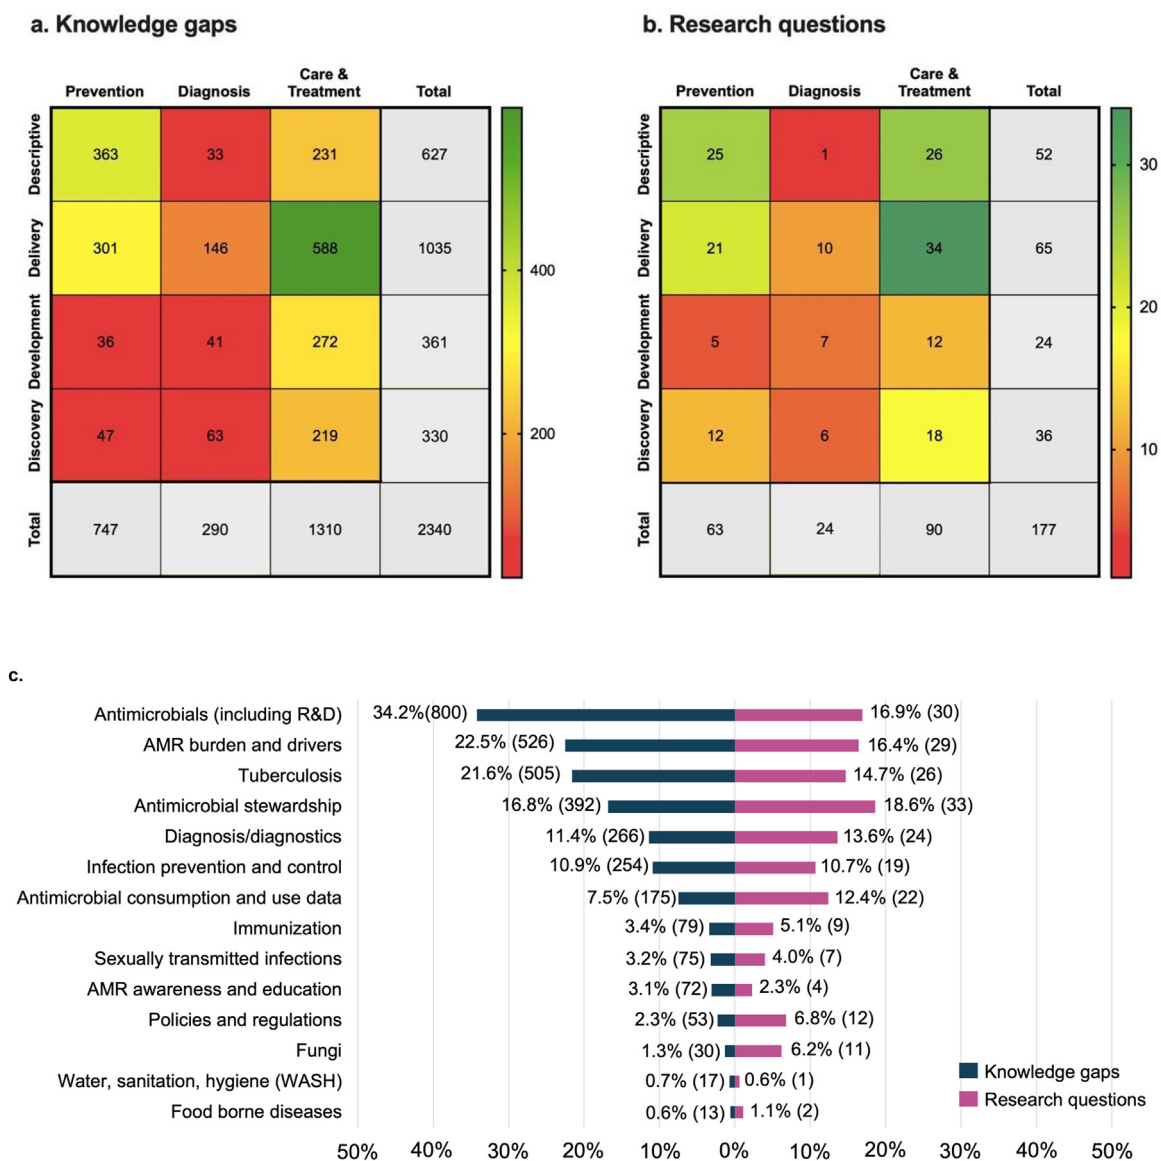 a. Knowledge gaps
Prevention Diagnosis Care & Treatment Total
Descriptive 363 33 231 627
Delivery 301 146 588 1035
Development 36 41 272 361
Discovery 47 63 219 330
Total 747 290 1310 2340
400
200
b. Research questions
Prevention Diagnosis Care & Treatment Total
Descriptive 25 1 26 52
Delivery 21 10 34 65
Development 5 7 12 24
Discovery 12 6 18 36
Total 63 24 90 177
30
20
10
c.
Antimicrobials (including R&D) 34.2%(800) 16.9% (30)
AMR burden and drivers 22.5% (526) 16.4% (29)
Tuberculosis 21.6% (505) 14.7% (26)
Antimicrobial stewardship 16.8% (392) 18.6% (33)
Diagnosis/diagnostics 11.4% (266) 13.6% (24)
Infection prevention and control 10.9% (254) 10.7% (19)
Antimicrobial consumption and use data 7.5% (175) 12.4% (22)
Immunization 3.4% (79) 5.1% (9)
Sexually transmitted infections 3.2% (75) 4.0% (7)
AMR awareness and education 3.1% (72) 2.3% (4)
Policies and regulations 2.3% (53) 6.8% (12)
Fungi 1.3% (30) 6.2% (11)
Water, sanitation, hygiene (WASH) 0.7% (17) 0.6% (1)
Food borne diseases 0.6% (13) 1.1% (2)
Knowledge gaps
Research questions
50% 40% 30% 20% 10% 0% 10% 20% 30% 40% 50%